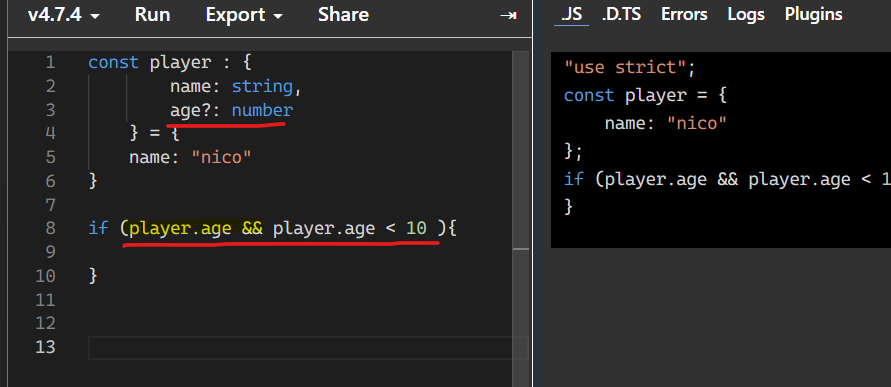 v4.7.4 Run Export Share
1 const player : {
2 name: string,
3 age?: number
4 } = {
5 name: "nico"
6 }
7
8 if (player.age && player.age < 10 ){
9
10 }
11
12
13
.JS .D.TS Errors Logs Plugins
"use strict";
const player = {
name: "nico"
};
if (player.age && player.age < 1
}